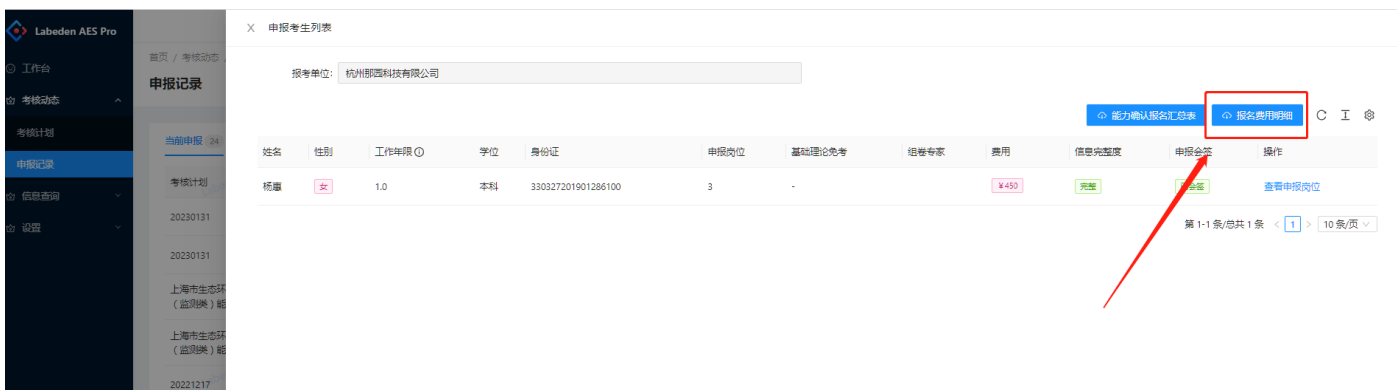 Labeden AES Pro
工作台
考核动态
考核计划
申报记录
信息查询
设置
首页 / 考核动态 /
申报记录
当前申报 24
考核计划
20230131
20230131
上海市生态环
（监测类）能
上海市生态环
（监测类）能
20221217
X 申报考生列表
报考单位: 杭州那园科技有限公司
能力确认报名汇总表 报名费用明细
姓名 性别 工作年限 学位 身份证 申报岗位 基础理论免考 组卷专家 费用 信息完整度 申报会签 操作
杨惠 女 1.0 本科 330327201901286100 3 - ¥450 完整 会签 查看申报岗位
第 1-1 条/总共 1 条 < 1 > 10 条/页